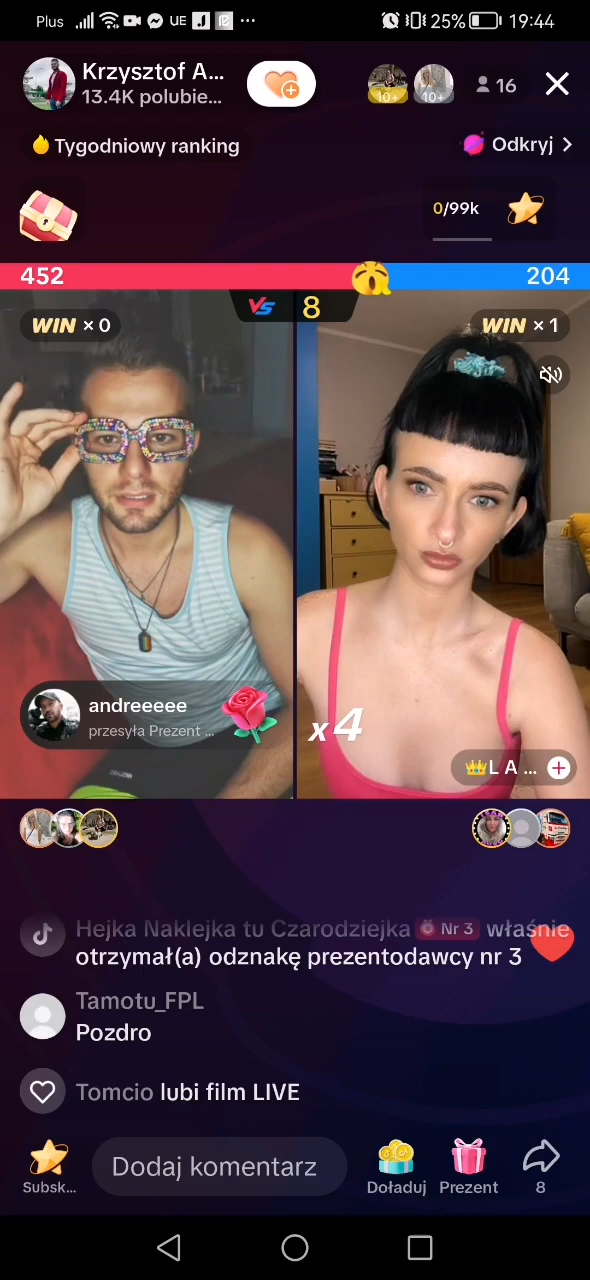 Plus UE 25% 19:44
Krzysztof A...
13.4K polubie...
10+ 10+ 16
Tygodniowy ranking
Odkryj
0/99k
452 204
VS 8
WIN × 0
WIN × 1
andreeeee
przesyła Prezent ...
x4
L A ...
Hejka Naklejka tu Czarodziejka Nr 3 właśnie
otrzymał(a) odznakę prezentodawcy nr 3
Tamotu_FPL
Pozdro
Tomcio lubi film LIVE
Dodaj komentarz
Subsk... Doładuj Prezent 8